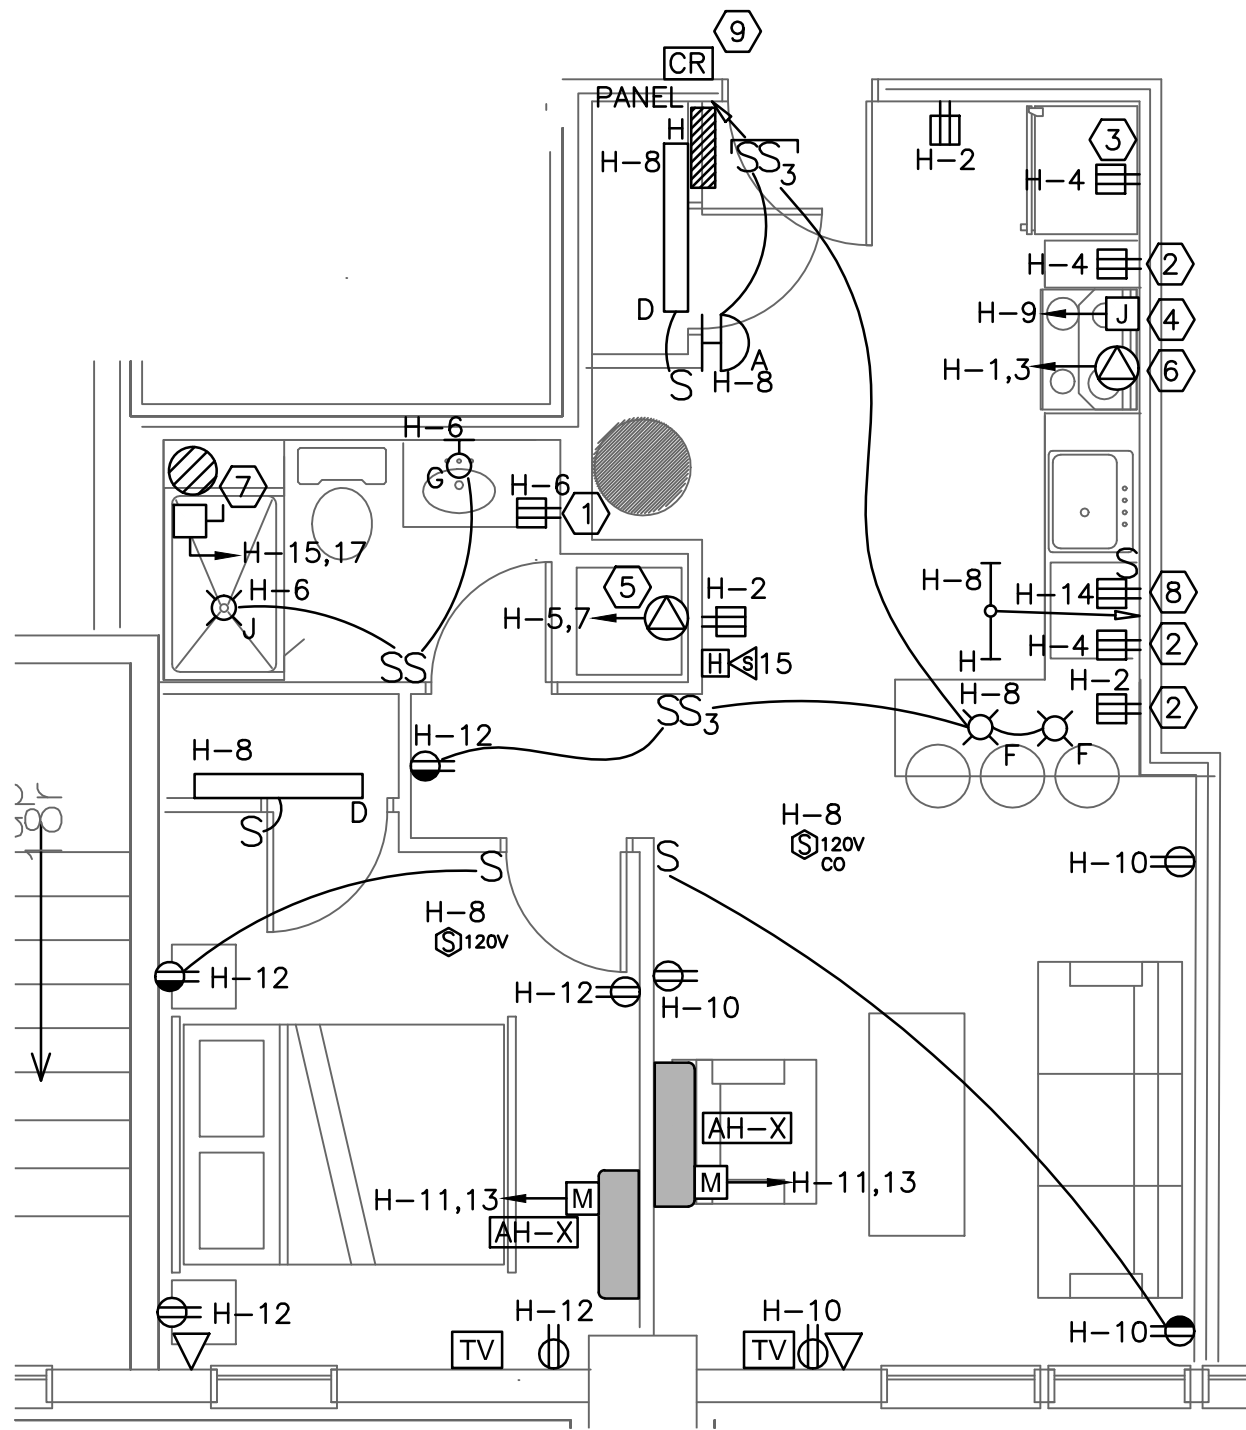 9
CR
PANEL
H
H-8
SS3
H-2
3
H-4
H-4
2
H-9
J
4
D
S
A
H-8
H-1,3
6
H-6
G
7
H-6
1
H-15,17
H-6
J
SS
5
H-2
H-5,7
H
S
15
S
H-8
H-14
8
H
H-4
2
H-8
H-2
2
SS3
H-12
F
F
H-8
D
S
18r
H-8
S
120V
CO
S
S
H-10
H-8
S
120V
H-12
H-12
H-10
AH-X
M
H-11,13
H-11,13
M
AH-X
H-12
H-12
H-10
H-10
TV
TV